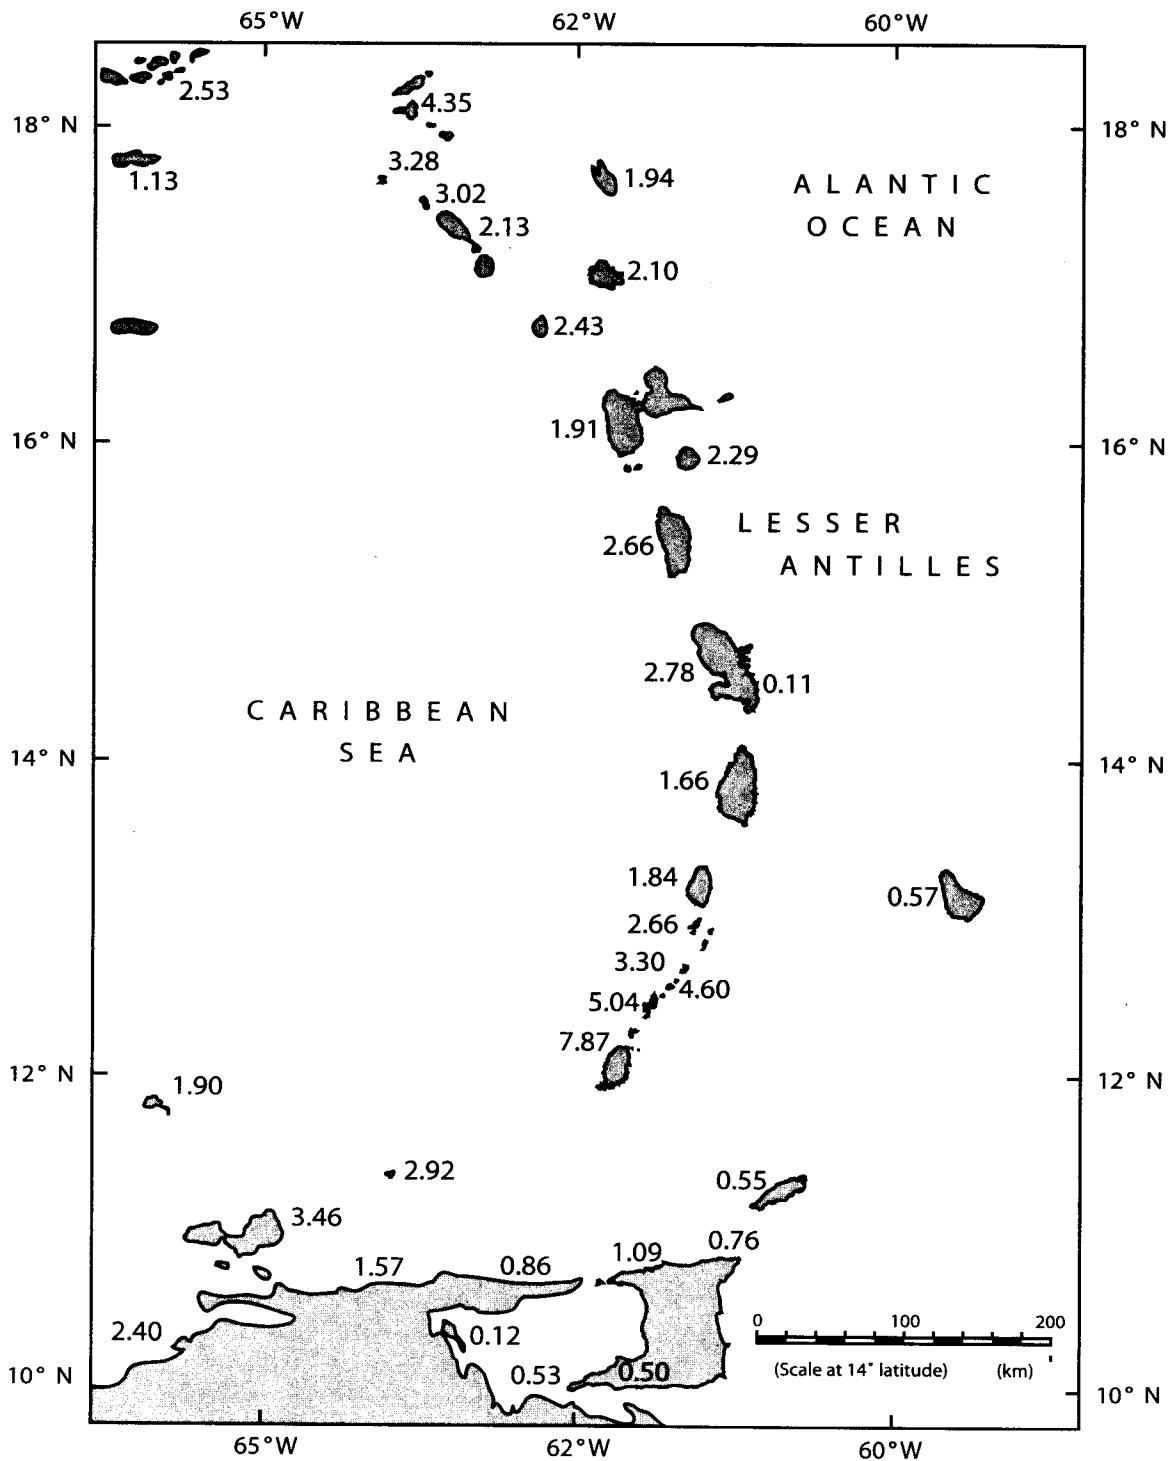 65°W 62°W 60°W
2.53
4.35
18° N
18° N
3.28
1.13
3.02
1.94
ALANTIC
OCEAN
2.13
2.10
2.43
1.91
16° N
16° N
2.29
LESSER
ANTILLES
2.66
2.78
0.11
CARIBBEAN
SEA
14° N
14° N
1.66
1.84
0.57
2.66
3.30
4.60
5.04
7.87
12° N
12° N
1.90
2.92
0.55
3.46
0.76
1.09
1.57
0.86
0 100 200
2.40
0.12
(Scale at 14° latitude) (km)
0.53
0.50
10° N
10° N
65°W 62°W 60°W